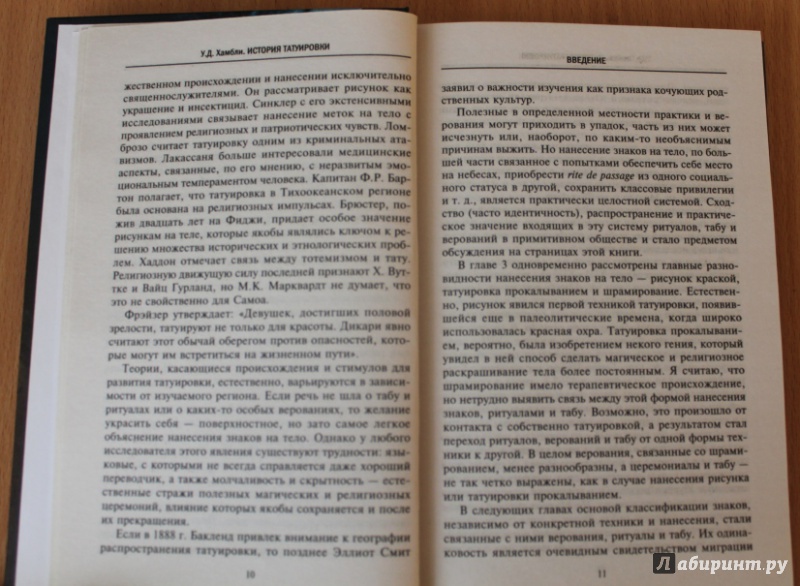 У.Д. Хамбли. ИСТОРИЯ ТАТУИРОВКИ
жественном происхождении и нанесении исключительно
священнослужителями. Он рассматривает рисунок как
украшение и инсектицид. Синклер с его экстенсивными
исследованиями связывает нанесение меток на тело с
проявлением религиозных и патриотических чувств. Лом-
брозо считает татуировку одним из криминальных ата-
визмов. Лакассаня больше интересовали медицинские
аспекты, связанные, по его мнению, с неразвитым эмо-
циональным темпераментом человека. Капитан Ф.Р. Бар-
тон полагает, что татуировка в Тихоокеанском регионе
была основана на религиозных импульсах. Брюстер, по-
жив двадцать лет на Фиджи, придает особое значение
рисункам на теле, которые якобы являлись ключом к ре-
шению множества исторических и этнологических проб-
лем. Хаддон отмечает связь между тотемизмом и тату.
Религиозную движущую силу последней признают Х. Вут-
тке и Вайц Гурланд, но М.К. Марквардт не думает, что
это не свойственно для Самоа.
Фрэйзер утверждает: «Девушек, достигших половой
зрелости, татуируют не только для красоты. Дикари явно
считают этот обычай оберегом против опасностей, кото-
рые могут им встретиться на жизненном пути».
Теории, касающиеся происхождения и стимулов для
развития татуировки, естественно, варьируются в зависи-
мости от изучаемого региона. Если речь не шла о табу и
ритуалах или о каких-то особых верованиях, то желание
украсить себя — поверхностное, но зато самое легкое
объяснение нанесения знаков на тело. Однако у любого
исследователя этого явления существуют трудности: язы-
ковые, с которыми не всегда справляется даже хороший
переводчик, а также молчаливость и скрытность — есте-
ственные стражи полезных магических и религиозных
церемоний, влияние которых якобы сохраняется и после
их прекращения.
Если в 1888 г. Бакленд привлек внимание к географии
распространения татуировки, то позднее Эллиот Смит
10
ВВЕДЕНИЕ
заявил о важности изучения как признака кочующих род-
ственных культур.
Полезные в определенной местности практики и ве-
рования могут приходить в упадок, часть из них может
исчезнуть или, наоборот, по каким-то необъяснимым
причинам выжить. Но нанесение знаков на тело, по боль-
шей части связанное с попытками обеспечить себе место
на небесах, приобрести rite de passage из одного социаль-
ного статуса в другой, сохранить классовые привилегии
и т. д., является практически целостной системой. Сход-
ство (часто идентичность), распространение и практиче-
ское значение входящих в эту систему ритуалов, табу и
верований в примитивном обществе и стало предметом
обсуждения на страницах этой книги.
В главе 3 одновременно рассмотрены главные разно-
видности нанесения знаков на тело — рисунок краской,
татуировка прокалыванием и шрамирование. Естествен-
но, рисунок явился первой техникой татуировки, появив-
шейся еще в палеолитические времена, когда широко
использовалась красная охра. Татуировка прокалывани-
ем, вероятно, была изобретением некого гения, который
увидел в ней способ сделать магическое и религиозное
раскрашивание тела более постоянным. Я считаю, что
шрамирование имело терапевтическое происхождение,
но нетрудно выявить связь между этой формой нанесения
знаков, ритуалами и табу. Возможно, это произошло от
контакта с собственно татуировкой, а результатом стал
переход ритуалов, верований и табу от одной формы тех-
ники к другой. В целом верования, связанные со шрами-
рованием, менее разнообразны, а церемониалы и табу —
не так четко выражены, как в случае нанесения рисунка
или татуировки прокалыванием.
В следующих главах основой классификации знаков,
независимо от конкретной техники и нанесения, стали
связанные с ними верования, ритуалы и табу. Их одина-
ковость является очевидным свидетельством миграции
11
Лабиринт.ру